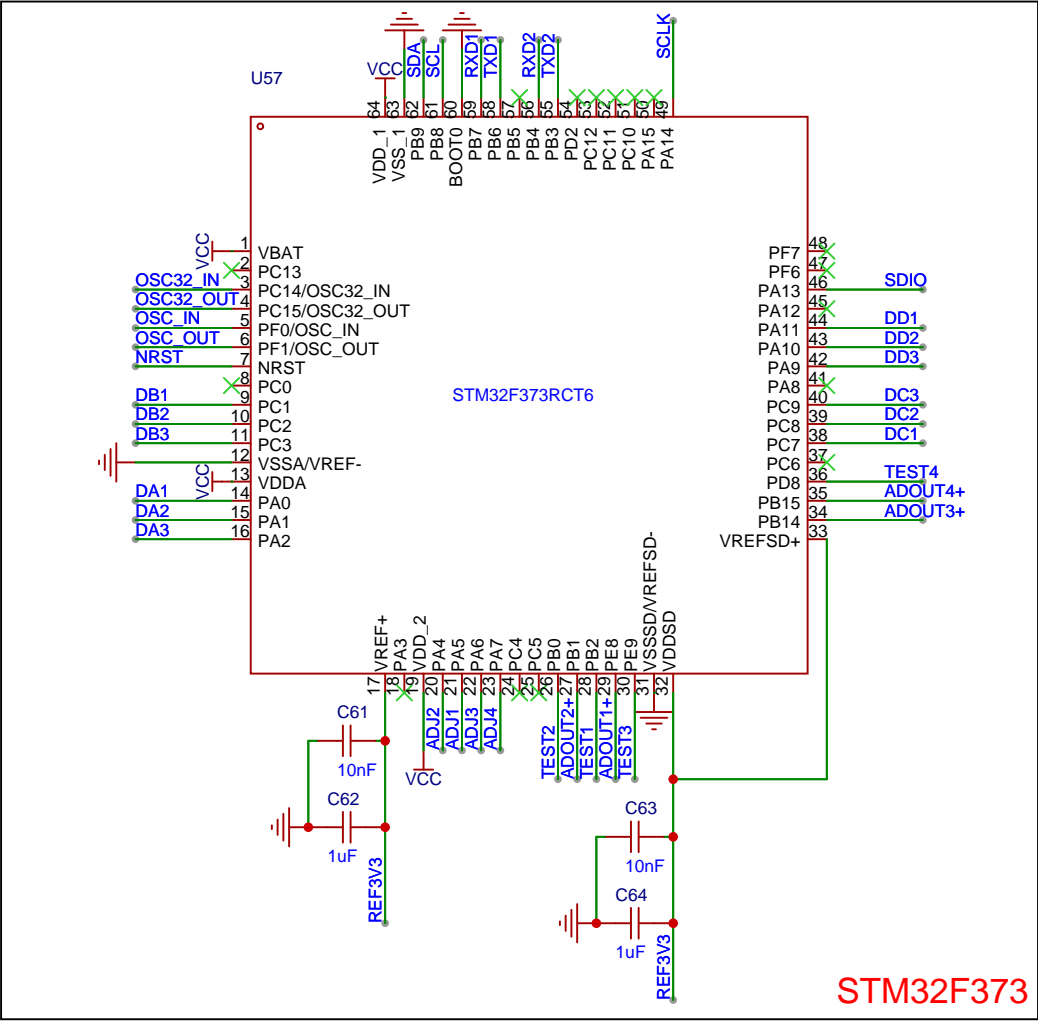 U57
VCC
SDA
SCL
RXD1
TXD1
RXD2
TXD2
SCLK
64
63
62
61
60
59
58
57
56
55
54
53
52
51
50
49
VDD_1
VSS_1
PB9
PB8
BOOT0
PB7
PB6
PB5
PB4
PB3
PD2
PC12
PC11
PC10
PA15
PA14
VCC
1 VBAT
2 PC13
OSC32_IN 3 PC14/OSC32_IN
OSC32_OUT 4 PC15/OSC32_OUT
OSC_IN 5 PF0/OSC_IN
OSC_OUT 6 PF1/OSC_OUT
NRST 7 NRST
8 PC0
DB1 9 PC1
DB2 10 PC2
DB3 11 PC3
12 VSSA/VREF-
VCC 13 VDDA
DA1 14 PA0
DA2 15 PA1
DA3 16 PA2
STM32F373RCT6
PF7 48
PF6 47
PA13 46 SDIO
PA12 45
PA11 44 DD1
PA10 43 DD2
PA9 42 DD3
PA8 41
PC9 40 DC3
PC8 39 DC2
PC7 38 DC1
PC6 37
PD8 36 TEST4
PB15 35 ADOUT4+
PB14 34 ADOUT3+
VREFSD+ 33
VREF+
PA3
VDD_2
PA4
PA5
PA6
PA7
PC4
PC5
PB0
PB1
PB2
PE8
PE9
VSSSD/VREFSD-
VDDSD
17
18
19
20
21
22
23
24
25
26
27
28
29
30
31
32
ADJ2
ADJ1
ADJ3
ADJ4
TEST2
ADOUT2+
TEST1
ADOUT1+
TEST3
VCC
C61
10nF
C62
1uF
REF3V3
C63
10nF
C64
1uF
REF3V3
STM32F373